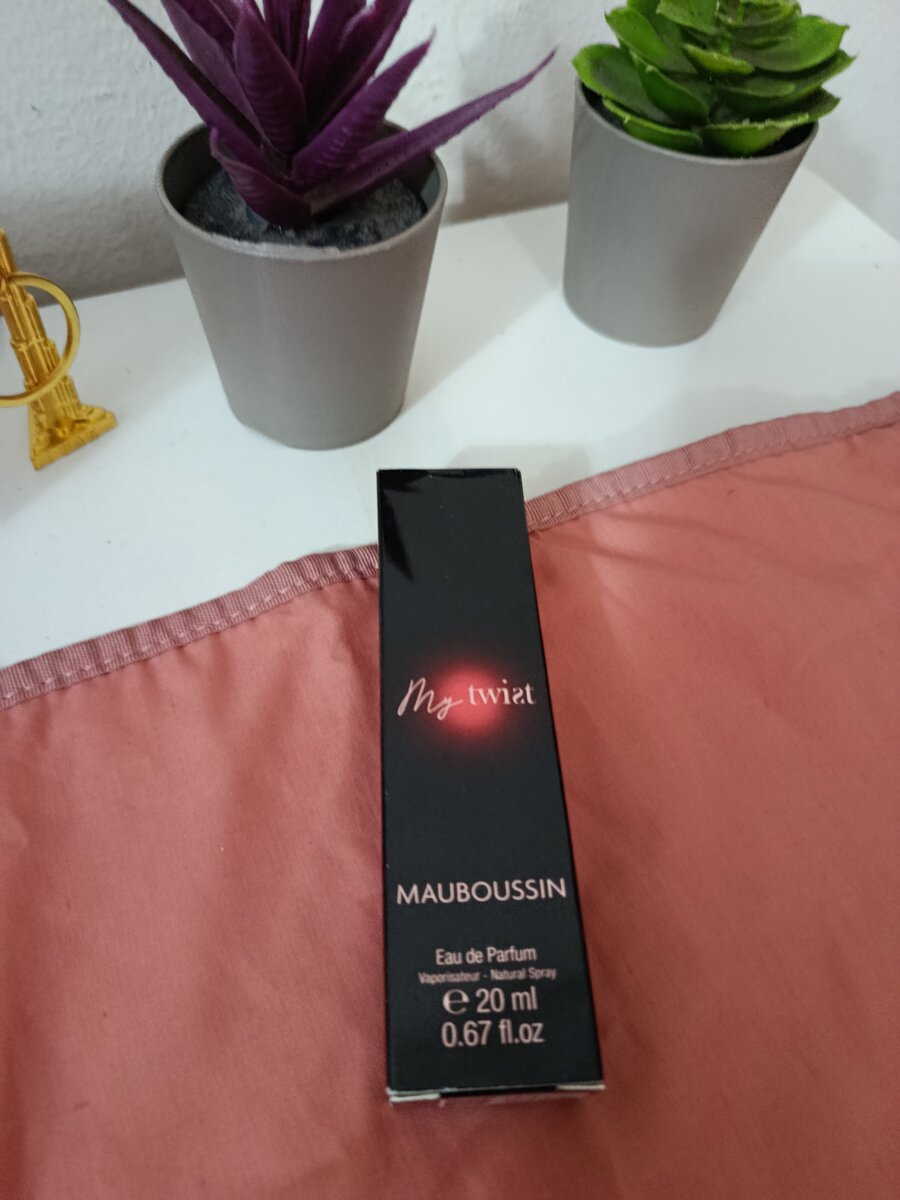 My twist
MAUBOUSSIN
Eau de Parfum
Vaporisateur - Natural Spray
℮ 20 ml
0.67 fl.oz